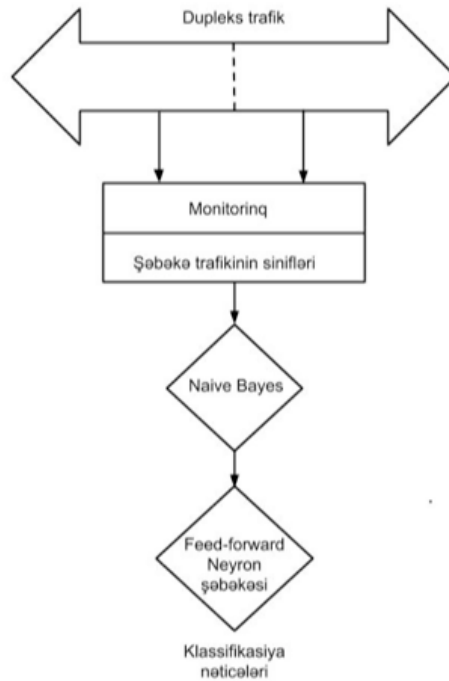 Dupleks trafik
Monitorinq
Şəbəkə trafikinin sinifləri
Naive Bayes
Feed-forward
Neyron
şəbəkəsi
Klassifikasiya
nəticələri